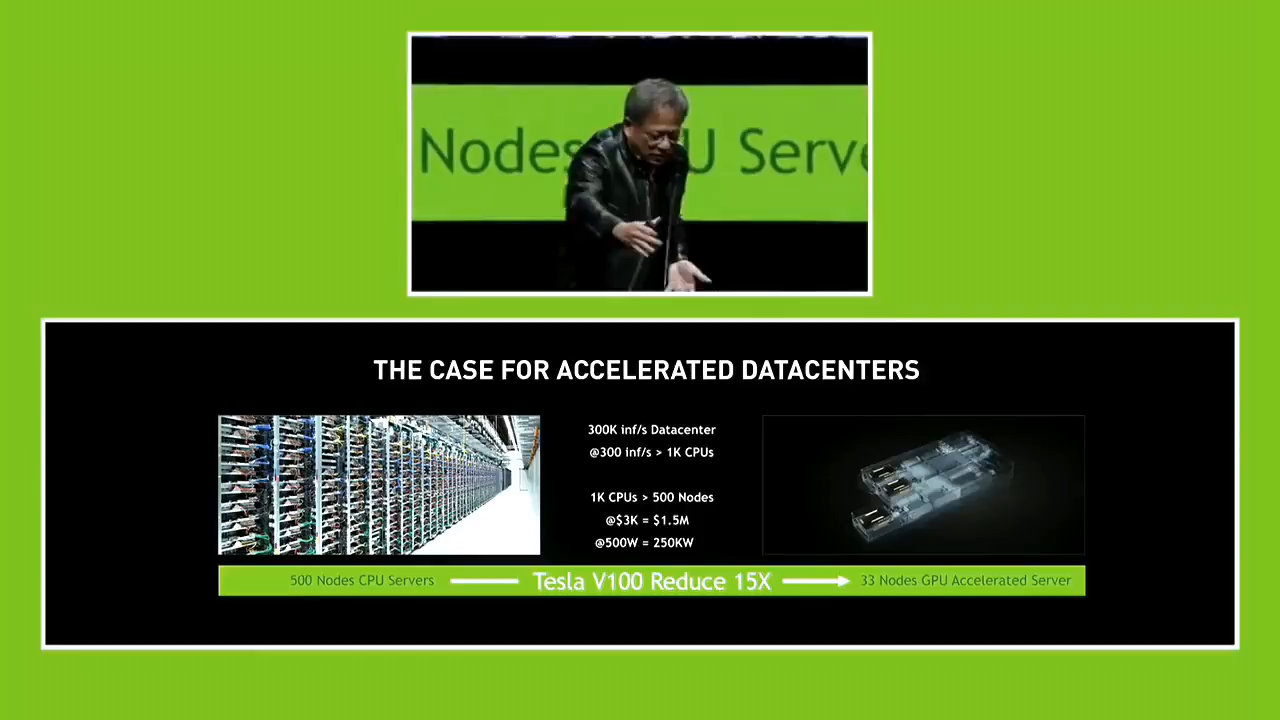 Nodes U Serve
THE CASE FOR ACCELERATED DATACENTERS
300K inf/s Datacenter
@300 inf/s > 1K CPUs
1K CPUs > 500 Nodes
@$3K = $1.5M
@500W = 250KW
500 Nodes CPU Servers
Tesla V100 Reduce 15X
33 Nodes GPU Accelerated Server